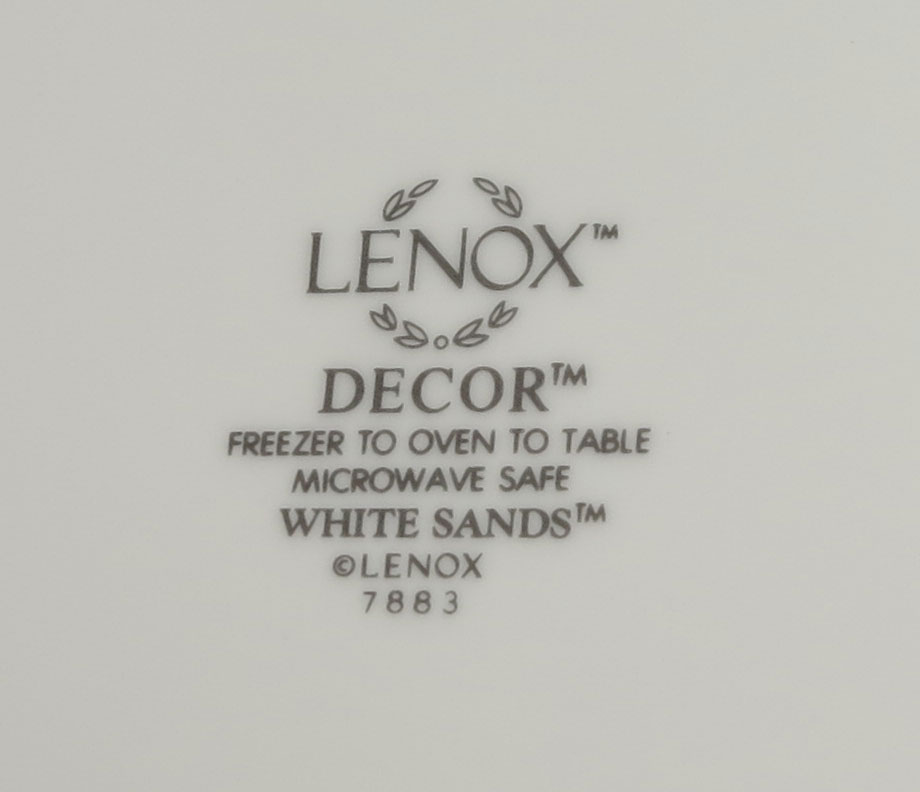 LENOX™
DECOR™
FREEZER TO OVEN TO TABLE
MICROWAVE SAFE
WHITE SANDS™
©LENOX
7883